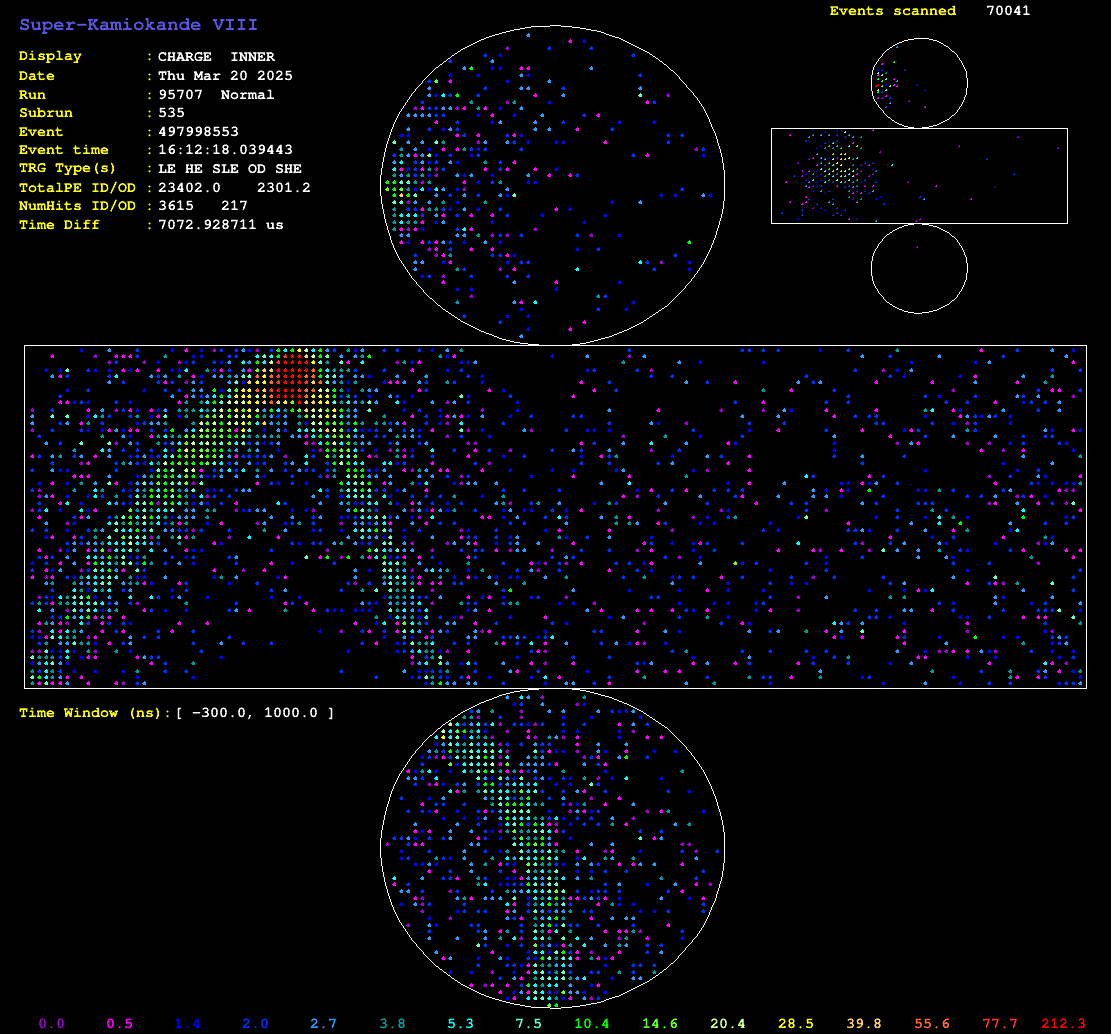 Super-Kamiokande VIII
Events scanned 70041
Display : CHARGE INNER
Date : Thu Mar 20 2025
Run : 95707 Normal
Subrun : 535
Event : 497998553
Event time : 16:12:18.039443
TRG Type(s) : LE HE SLE OD SHE
TotalPE ID/OD : 23402.0 2301.2
NumHits ID/OD : 3615 217
Time Diff : 7072.928711 us
Time Window (ns):[ -300.0, 1000.0 ]
0.0 0.5 1.4 2.0 2.7 3.8 5.3 7.5 10.4 14.6 20.4 28.5 39.8 55.6 77.7 212.3